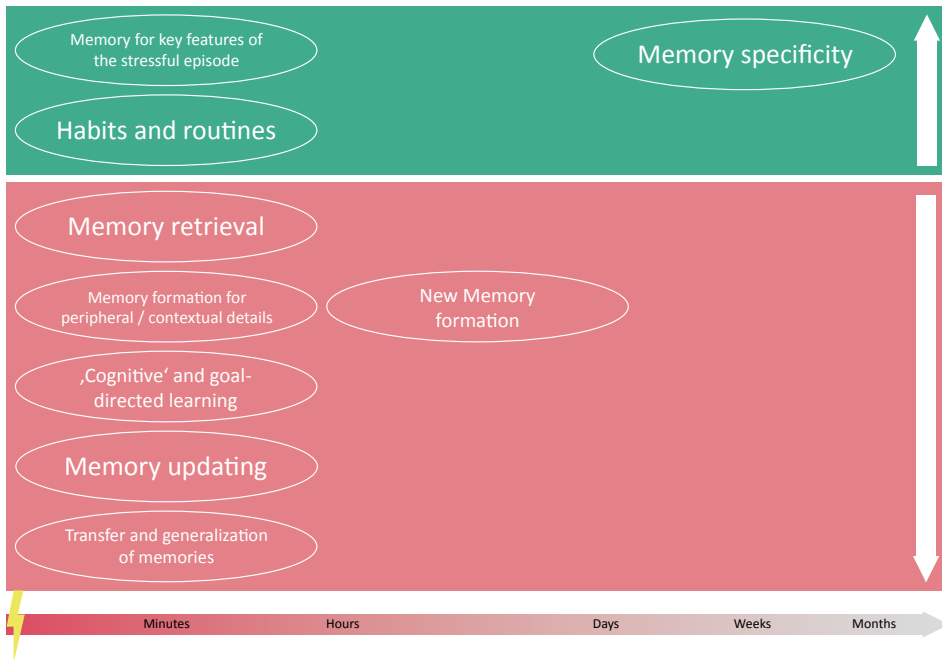 Memory for key features of
the stressful episode
Memory specificity
Habits and routines
Memory retrieval
Memory formation for
peripheral / contextual details
New Memory
formation
‚Cognitive‘ and goal-
directed learning
Memory updating
Transfer and generalization
of memories
Minutes Hours Days Weeks Months